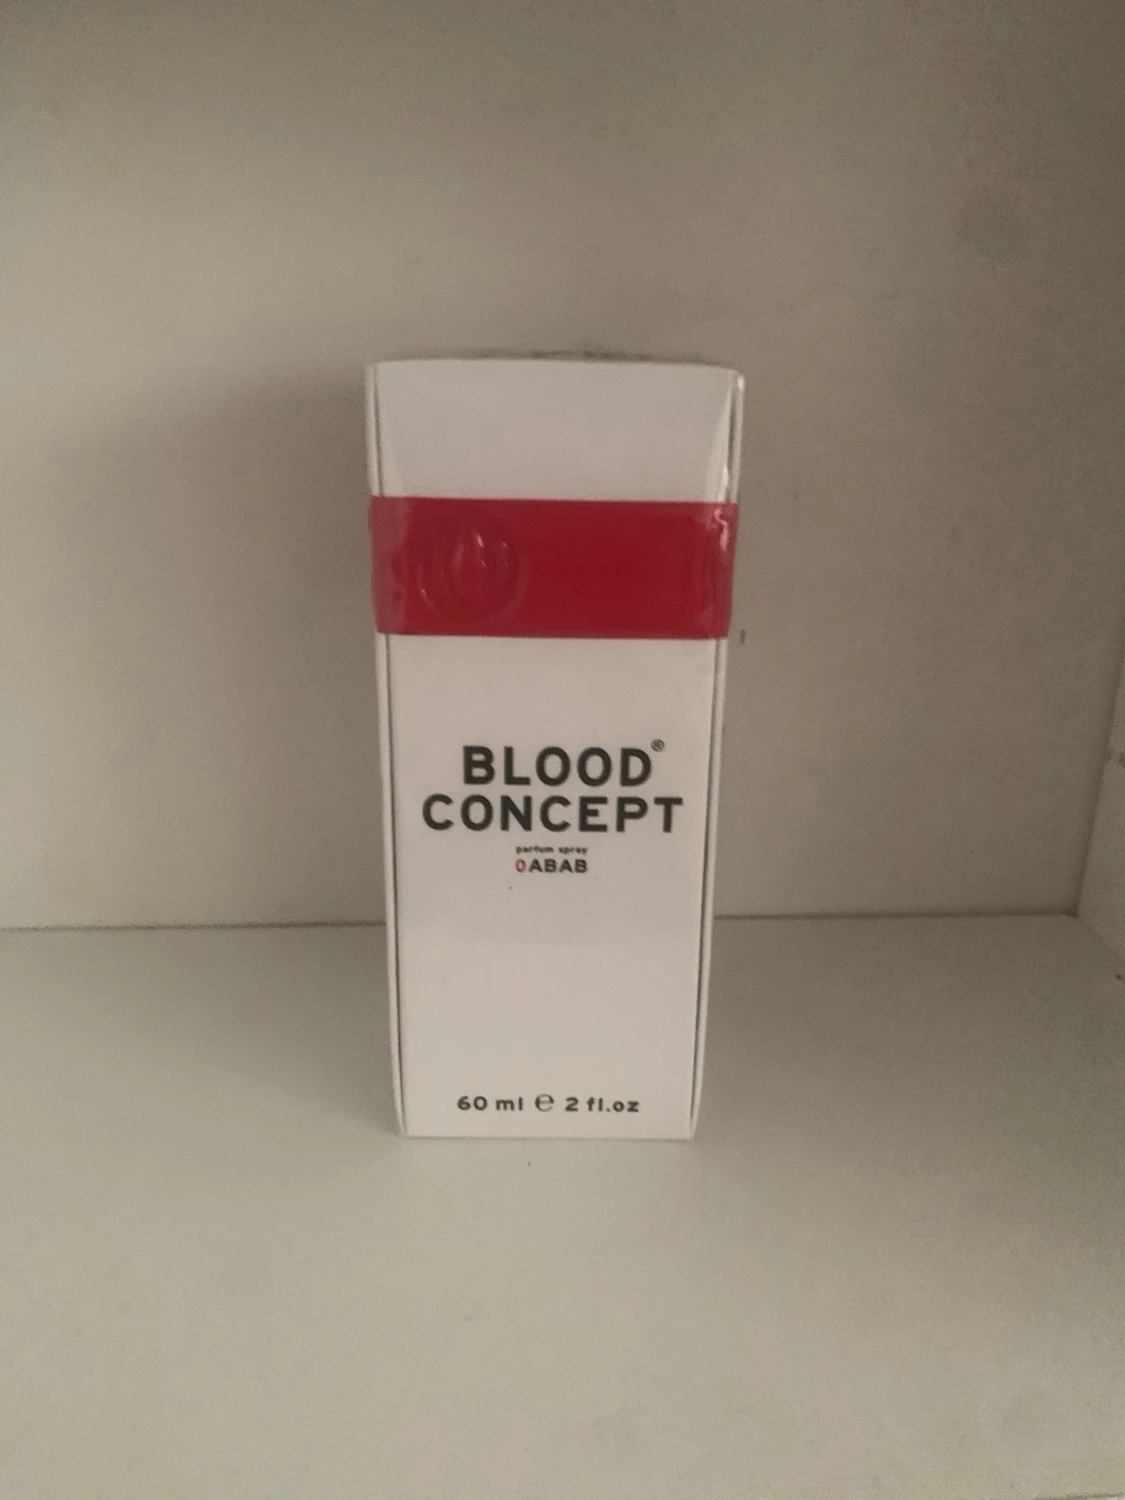 BLOOD®
CONCEPT
parfum spray
0ABAB
60 ml ℮ 2 fl.oz